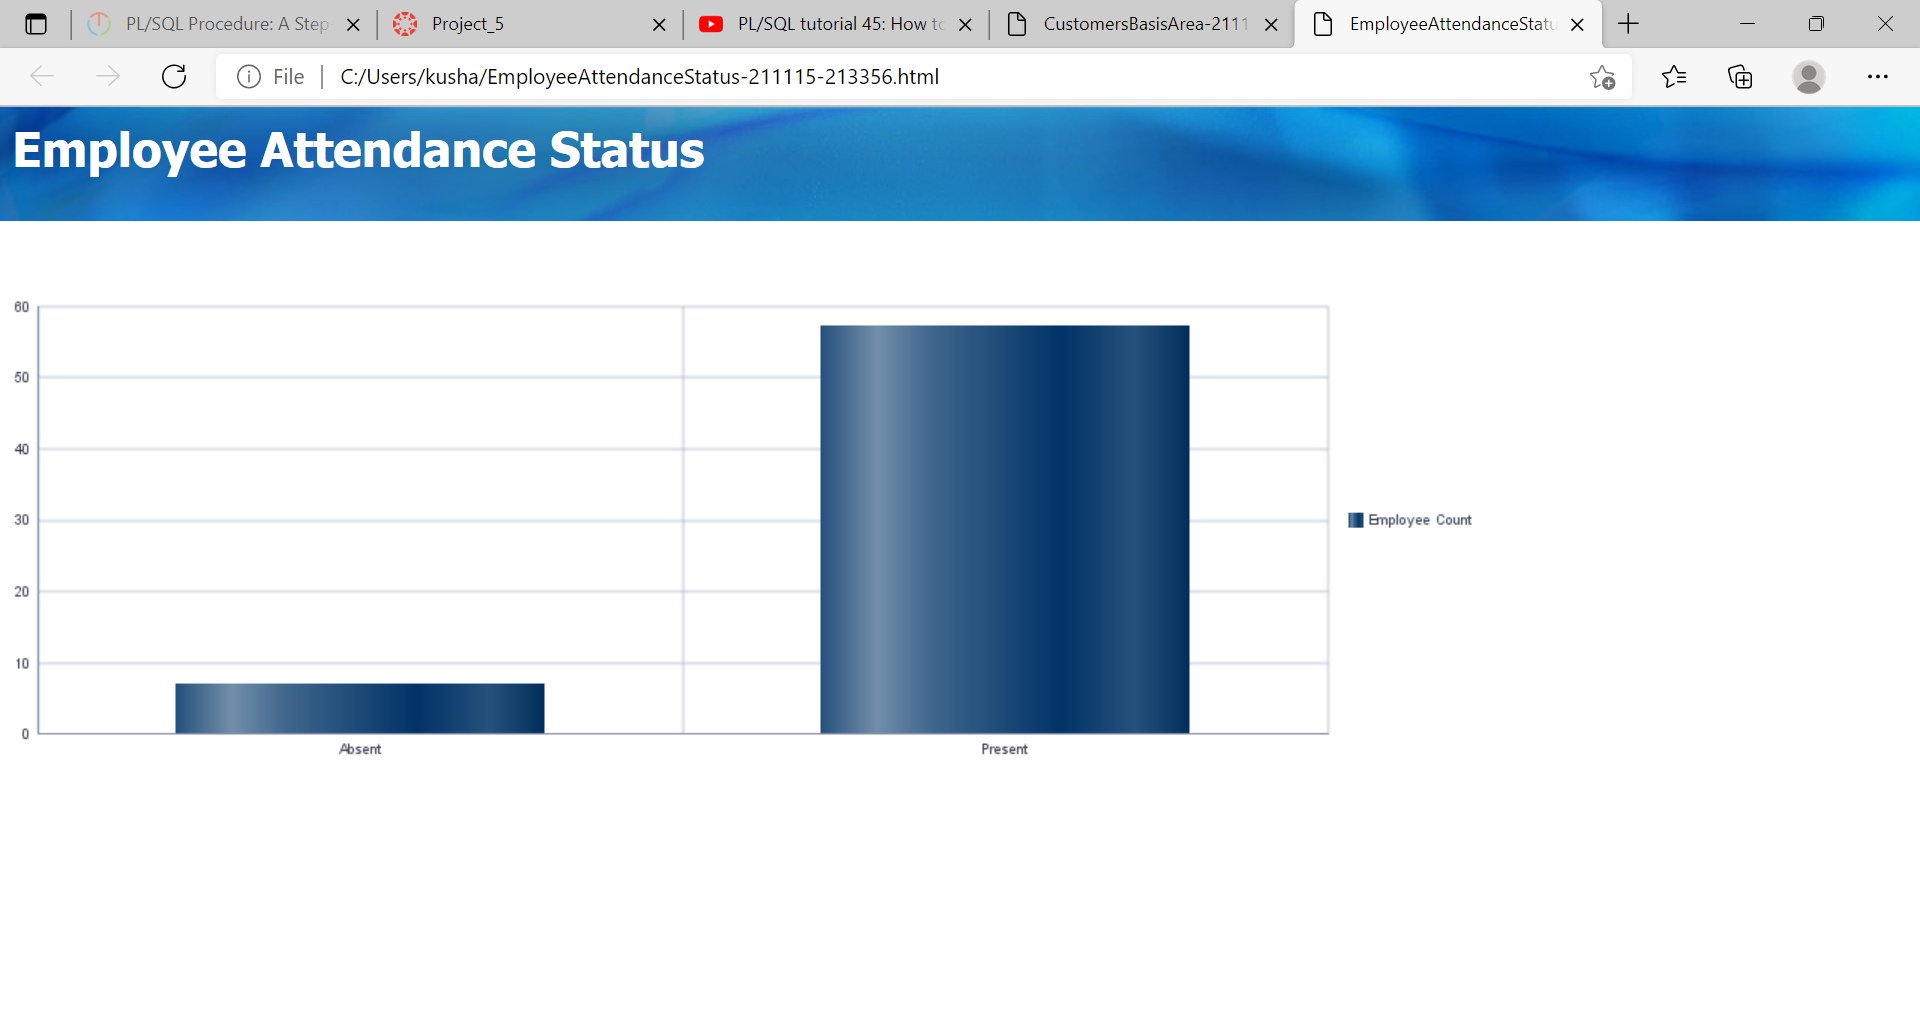 PL/SQL Procedure: A Step
Project_5
PL/SQL tutorial 45: How to
CustomersBasisArea-2111
EmployeeAttendanceStatu
File
C:/Users/kusha/EmployeeAttendanceStatus-211115-213356.html
Employee Attendance Status
60
50
40
30
20
10
0
Absent
Present
Employee Count